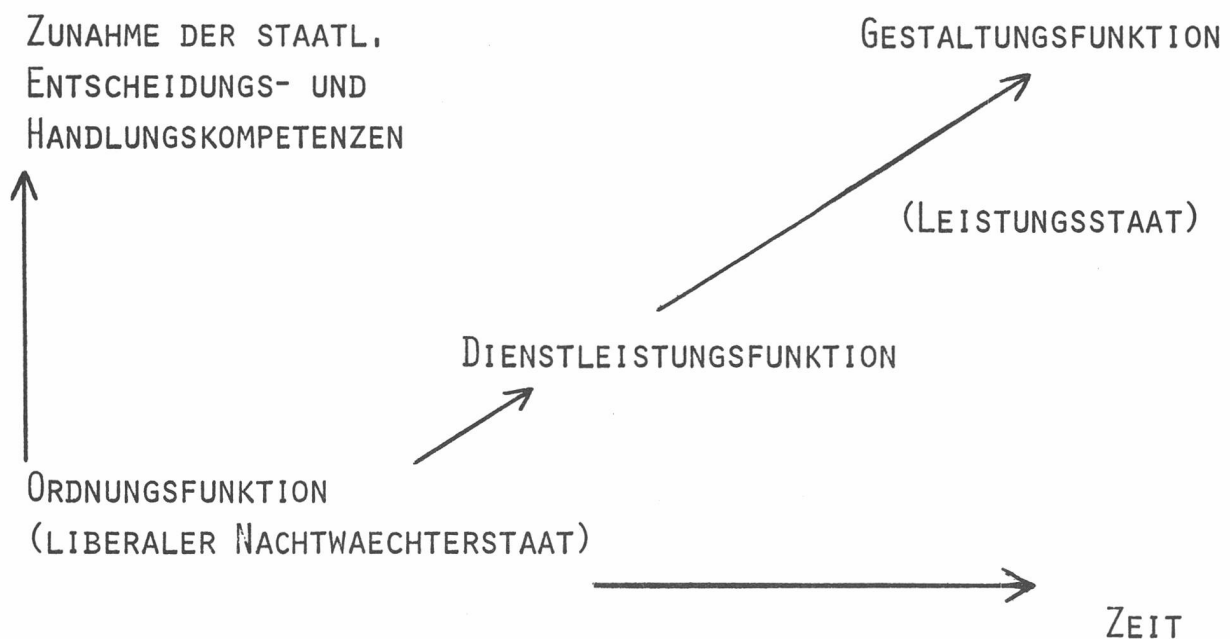 ZUNAHME DER STAATL.
ENTSCHEIDUNGS- UND
HANDLUNGSKOMPETENZEN
GESTALTUNGSFUNKTION
(LEISTUNGSSTAAT)
DIENSTLEISTUNGSFUNKTION
ORDNUNGSFUNKTION
(LIBERALER NACHTWAECHTERSTAAT)
ZEIT